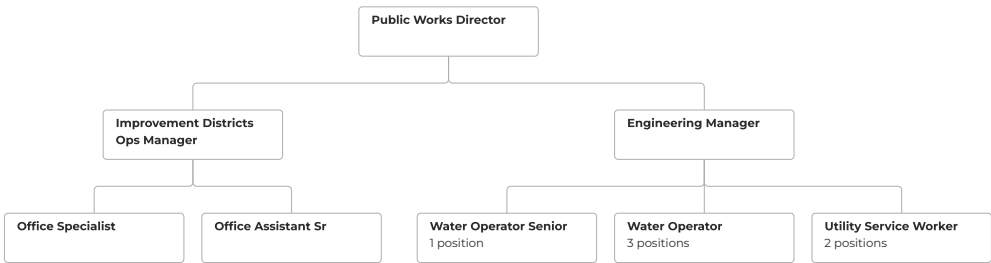 Public Works Director
Improvement Districts
Ops Manager
Engineering Manager
Office Specialist
Office Assistant Sr
Water Operator Senior
1 position
Water Operator
3 positions
Utility Service Worker
2 positions